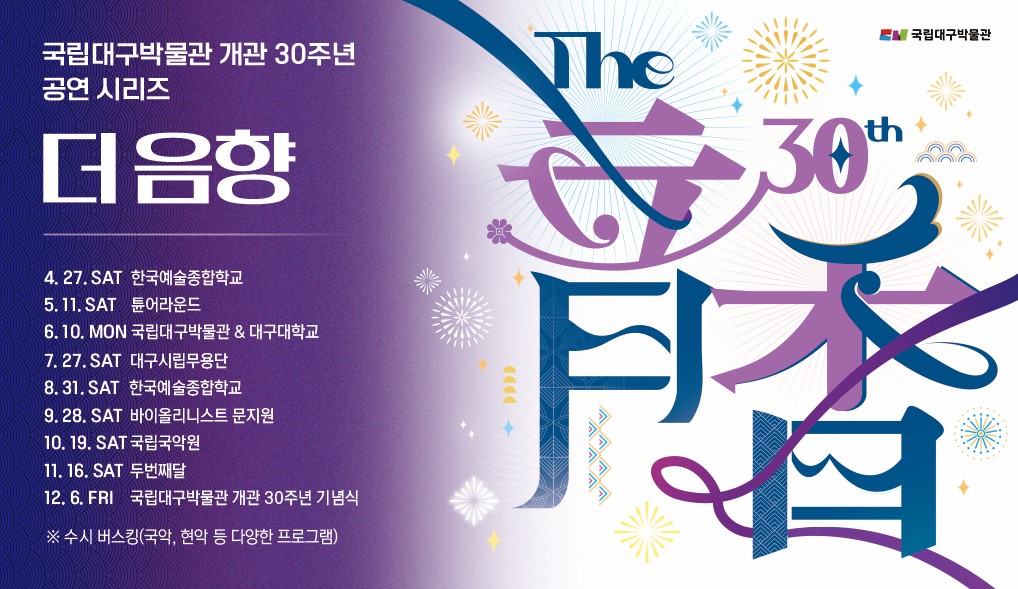 국립대구박물관 개관 30주년
공연 시리즈
더 음향
4. 27. SAT 한국예술종합학교
5. 11. SAT 튠어라운드
6. 10. MON 국립대구박물관 & 대구대학교
7. 27. SAT 대구시립무용단
8. 31. SAT 한국예술종합학교
9. 28. SAT 바이올리니스트 문지원
10. 19. SAT 국립국악원
11. 16. SAT 두번째달
12. 6. FRI 국립대구박물관 개관 30주년 기념식
※ 수시 버스킹(국악, 현악 등 다양한 프로그램)
국립대구박물관
The
30th
音香